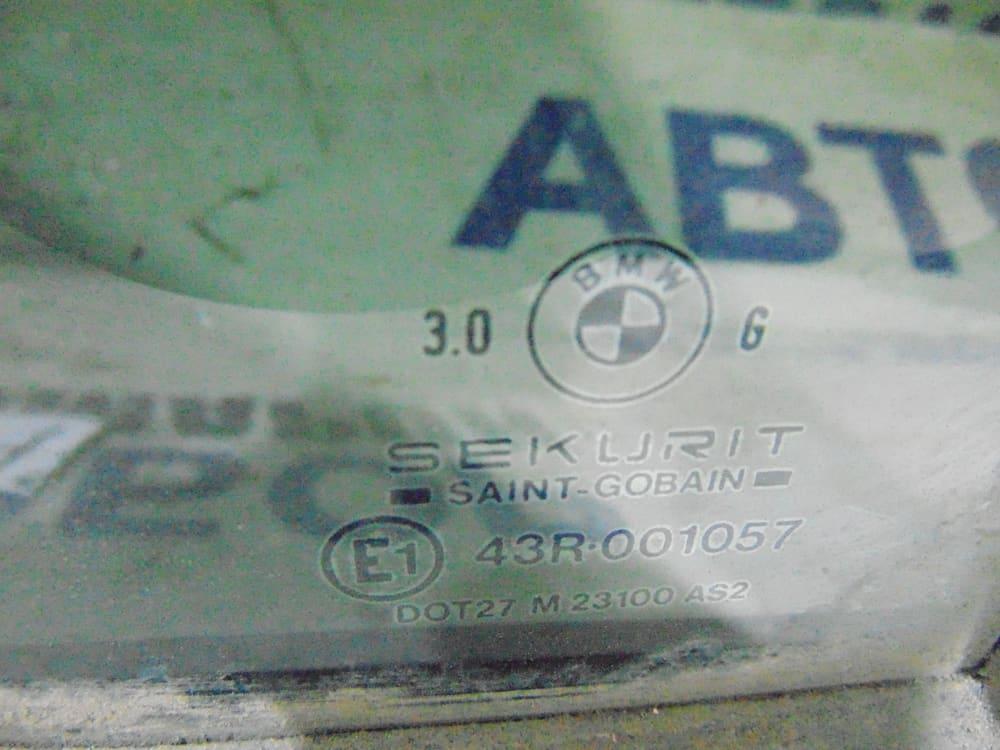 АВТ
BMW
3.0 G
SEKURIT
SAINT-GOBAIN
E1 43R-001057
DOT27 M 23100 AS2